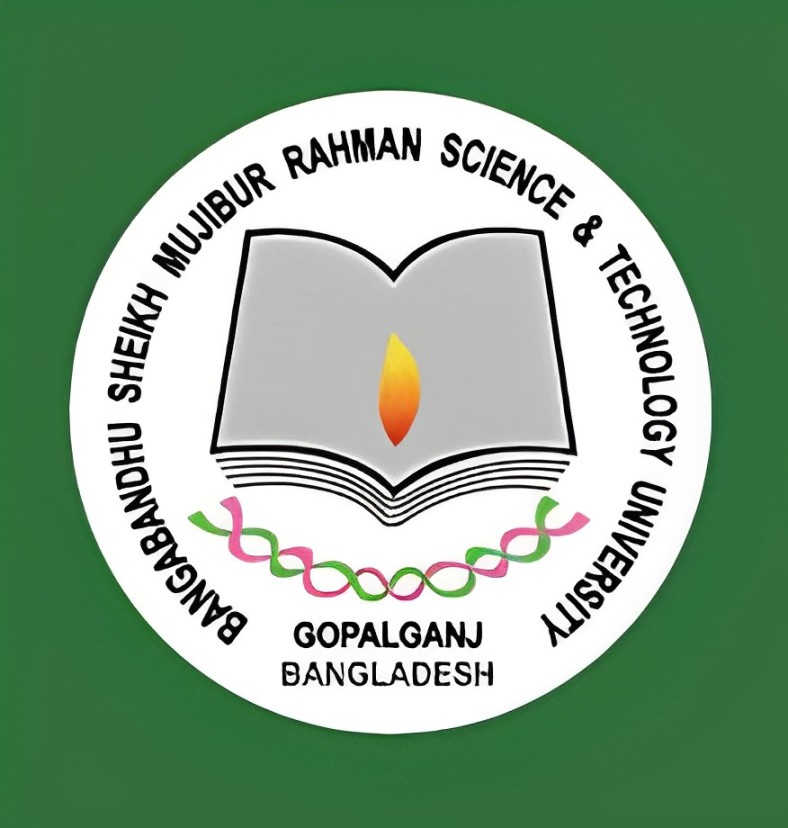 BANGABANDHU SHEIKH MUJIBUR RAHMAN SCIENCE & TECHNOLOGY UNIVERSITY
GOPALGANJ
BANGLADESH